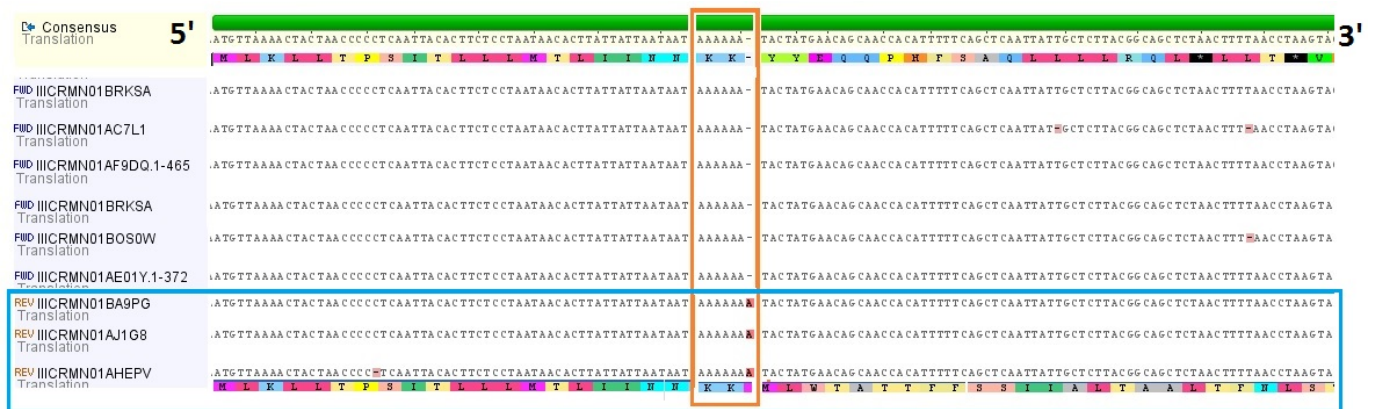 Consensus
Translation
5'
ATGTTAAAACTACTAACCCCCTCAATTACACTTCTCCTAATAACACTTATTATTAATAAT AAAAAA- TACTATGAACAGCAACCACATTTTTCAGCTCAATTATTGCTCTTACGGCAGCTCTAACTTTTAACCTAAGTA
3'
M L K L L T P S I T L L L M T L I I N N K K - Y Y E Q Q P H F S A Q L L L L R Q L * L L T * V
FWD IIICRMN01BRKSA ATGTTAAAACTACTAACCCCCTCAATTACACTTCTCCTAATAACACTTATTATTAATAAT AAAAAA- TACTATGAACAGCAACCACATTTTTCAGCTCAATTATTGCTCTTACGGCAGCTCTAACTTTTAACCTAAGTA
Translation
FWD IIICRMN01AC7L1 ATGTTAAAACTACTAACCCCCTCAATTACACTTCTCCTAATAACACTTATTATTAATAAT AAAAAA- TACTATGAACAGCAACCACATTTTTCAGCTCAATTAT-GCTCTTACGGCAGCTCTAACTTT-AACCTAAGTA
Translation
FWD IIICRMN01AF9DQ.1-465 ATGTTAAAACTACTAACCCCCTCAATTACACTTCTCCTAATAACACTTATTATTAATAAT AAAAAA- TACTATGAACAGCAACCACATTTTTCAGCTCAATTATTGCTCTTACGGCAGCTCTAACTTTTAACCTAAGTA
Translation
FWD IIICRMN01BRKSA ATGTTAAAACTACTAACCCCCTCAATTACACTTCTCCTAATAACACTTATTATTAATAAT AAAAAA- TACTATGAACAGCAACCACATTTTTCAGCTCAATTATTGCTCTTACGGCAGCTCTAACTTTTAACCTAAGTA
Translation
FWD IIICRMN01BOS0W ATGTTAAAACTACTAACCCCCTCAATTACACTTCTCCTAATAACACTTATTATTAATAAT AAAAAA- TACTATGAACAGCAACCACATTTTTCAGCTCAATTATTGCTCTTACGGCAGCTCTAACTTT-AACCTAAGTA
Translation
FWD IIICRMN01AE01Y.1-372 ATGTTAAAACTACTAACCCCCTCAATTACACTTCTCCTAATAACACTTATTATTAATAAT AAAAAA- TACTATGAACAGCAACCACATTTTTCAGCTCAATTATTGCTCTTACGGCAGCTCTAACTTTTAACCTAAGTA
REV IIICRMN01BA9PG ATGTTAAAACTACTAACCCCCTCAATTACACTTCTCCTAATAACACTTATTATTAATAAT AAAAAAA TACTATGAACAGCAACCACATTTTTCAGCTCAATTATTGCTCTTACGGCAGCTCTAACTTTTAACCTAAGTA
Translation
REV IIICRMN01AJ1G8 ATGTTAAAACTACTAACCCCCTCAATTACACTTCTCCTAATAACACTTATTATTAATAAT AAAAAAA TACTATGAACAGCAACCACATTTTTCAGCTCAATTATTGCTCTTACGGCAGCTCTAACTTTTAACCTAAGTA
Translation
REV IIICRMN01AHEPV ATGTTAAAACTACTAACCCC-TCAATTACACTTCTCCTAATAACACTTATTATTAATAAT AAAAAAA TACTATGAACAGCAACCACATTTTTCAGCTCAATTATTGCTCTTACGGCAGCTCTAACTTTTAACCTAAGTA
Translation M L K L L T P S I T L L L M T L I I N N K K M L W T A T T F F S S I I A L T A A L T F N L S